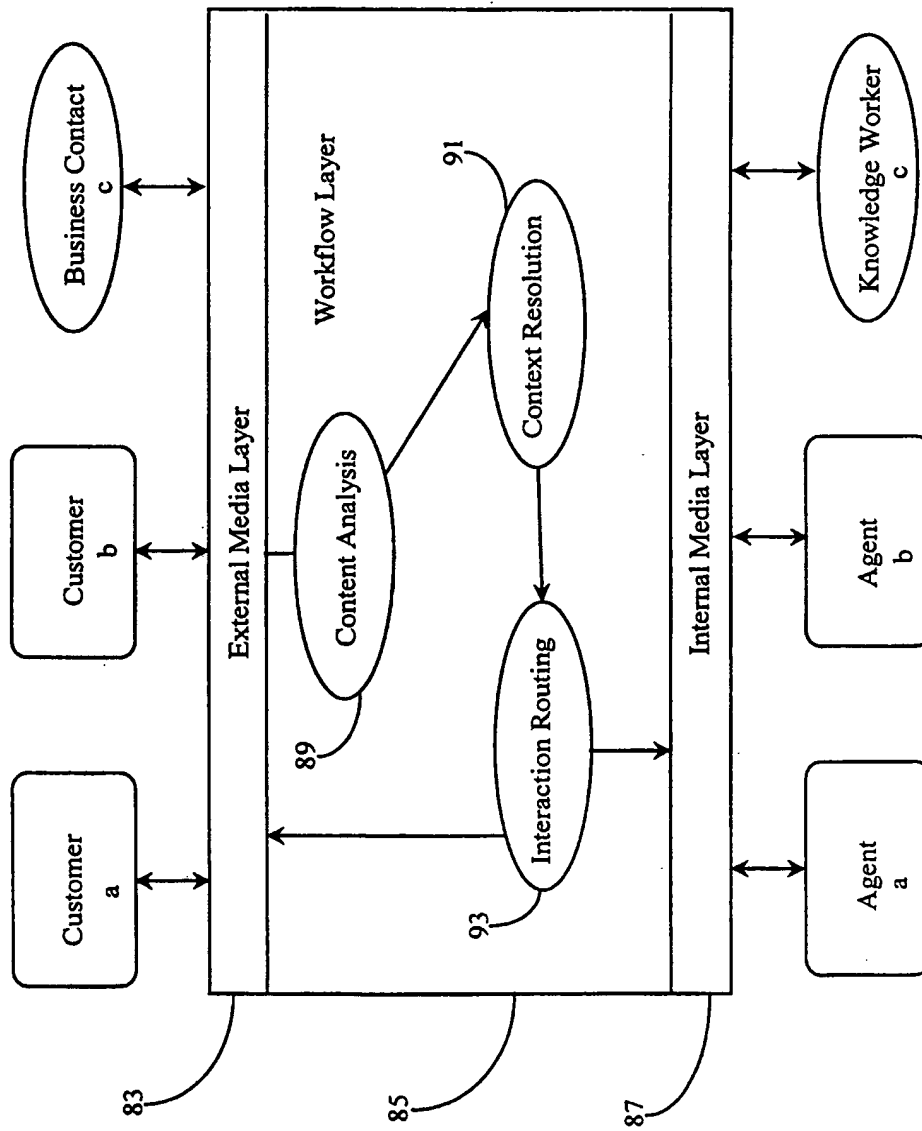 Customer
a
Customer
b
Business Contact
c
83
External Media Layer
Workflow Layer
89
Content Analysis
91
Context Resolution
85
93
Interaction Routing
87
Internal Media Layer
Agent
a
Agent
b
Knowledge Worker
c